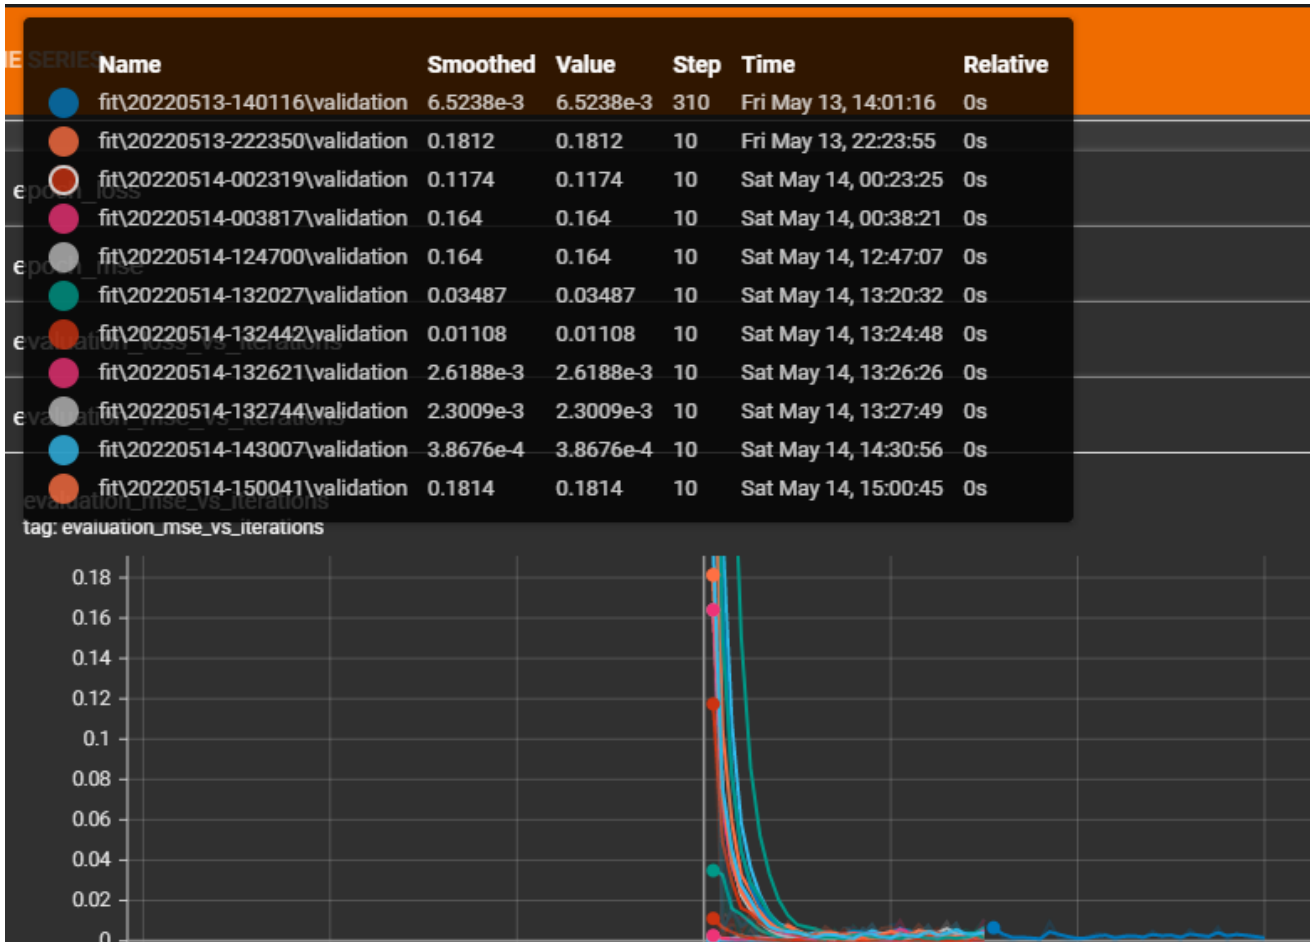 E SERIES
Name Smoothed Value Step Time Relative
fit\20220513-140116\validation 6.5238e-3 6.5238e-3 310 Fri May 13, 14:01:16 0s
fit\20220513-222350\validation 0.1812 0.1812 10 Fri May 13, 22:23:55 0s
fit\20220514-002319\validation 0.1174 0.1174 10 Sat May 14, 00:23:25 0s
epoch_loss
fit\20220514-003817\validation 0.164 0.164 10 Sat May 14, 00:38:21 0s
fit\20220514-124700\validation 0.164 0.164 10 Sat May 14, 12:47:07 0s
epoch_mse
fit\20220514-132027\validation 0.03487 0.03487 10 Sat May 14, 13:20:32 0s
fit\20220514-132442\validation 0.01108 0.01108 10 Sat May 14, 13:24:48 0s
evaluation_loss_vs_iterations
fit\20220514-132621\validation 2.6188e-3 2.6188e-3 10 Sat May 14, 13:26:26 0s
fit\20220514-132744\validation 2.3009e-3 2.3009e-3 10 Sat May 14, 13:27:49 0s
evaluation_mse_vs_iterations
fit\20220514-143007\validation 3.8676e-4 3.8676e-4 10 Sat May 14, 14:30:56 0s
fit\20220514-150041\validation 0.1814 0.1814 10 Sat May 14, 15:00:45 0s
evaluation_mse_vs_iterations
tag: evaluation_mse_vs_iterations
0.18
0.16
0.14
0.12
0.1
0.08
0.06
0.04
0.02
0